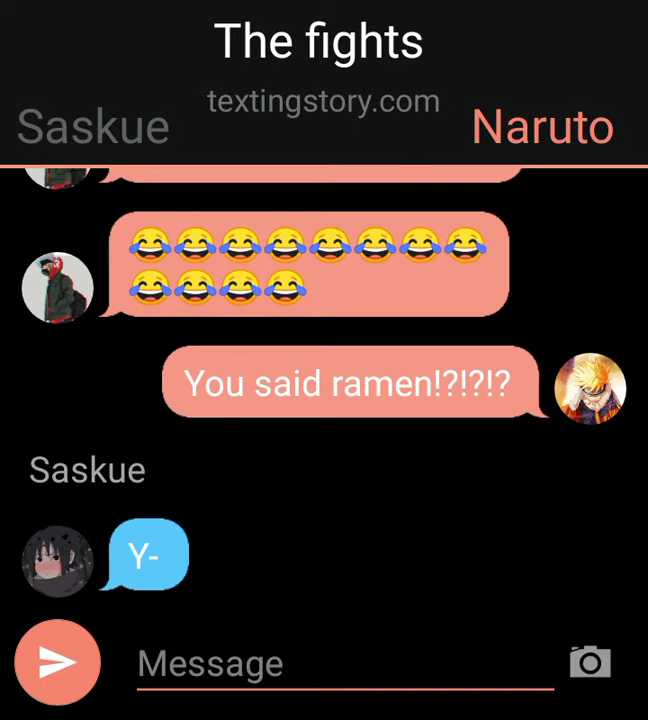 The fights
textingstory.com
Saskue Naruto
😂😂😂😂😂😂😂😂
😂😂😂😂
You said ramen!?!?!?
Saskue
Y-
Message